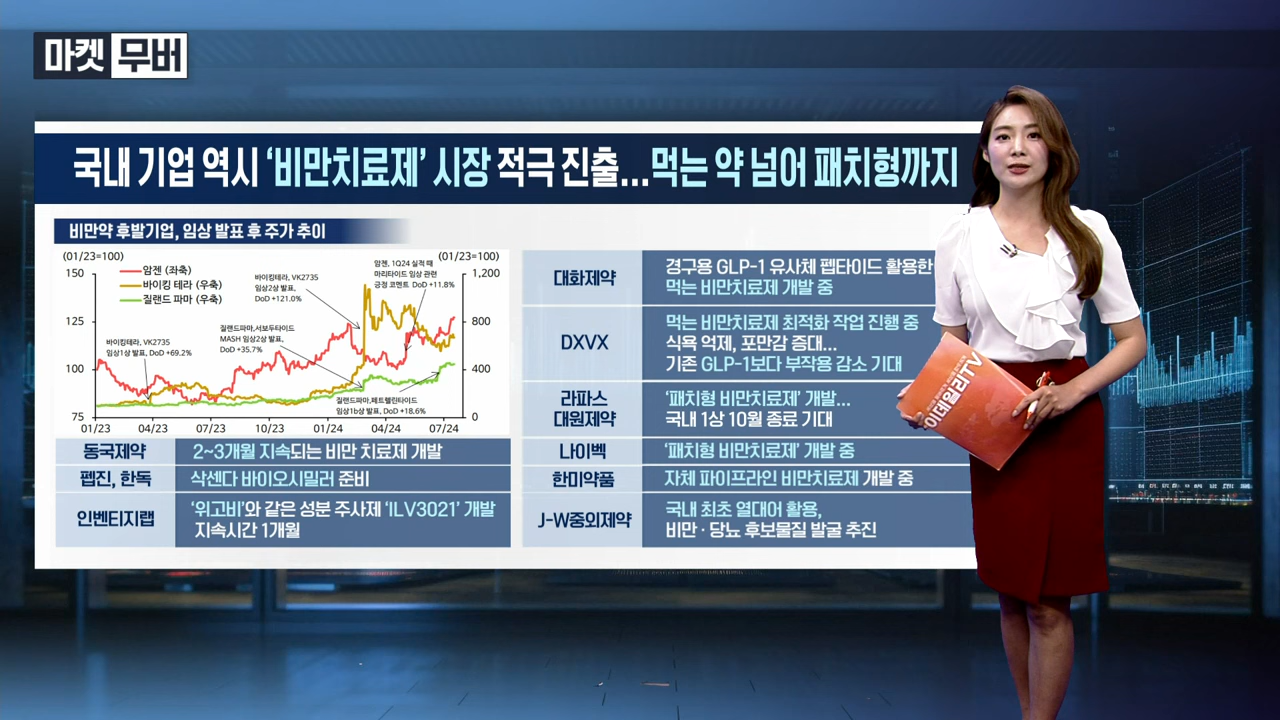 마켓 무버
국내 기업 역시 '비만치료제' 시장 적극 진출...먹는 약 넘어 패치형까지
비만약 후발기업, 임상 발표 후 주가 추이
(01/23=100)
(01/23=100)
150
125
100
75
1,200
800
400
0
암젠 (좌축)
바이킹 테라 (우축)
질랜드 파마 (우축)
바이킹테라, VK2735
임상1상 발표, DoD +69.2%
바이킹테라, VK2735
임상2상 발표,
DoD +121.0%
질랜드파마,서보두타이드
MASH 임상2상 발표,
DoD +35.7%
암젠, 1Q24 실적 때
마리타이드 임상 관련
긍정 코멘트 DoD +11.8%
질랜드파마,페트렐린타이드
임상1b상 발표, DoD +18.6%
01/23 04/23 07/23 10/23 01/24 04/24 07/24
동국제약
2~3개월 지속되는 비만 치료제 개발
펩진, 한독
삭센다 바이오시밀러 준비
인벤티지랩
'위고비'와 같은 성분 주사제 'ILV3021' 개발
지속시간 1개월
대화제약
경구용 GLP-1 유사체 펩타이드 활용한
먹는 비만치료제 개발 중
DXVX
먹는 비만치료제 최적화 작업 진행 중
식욕 억제, 포만감 증대...
기존 GLP-1보다 부작용 감소 기대
라파스
대원제약
'패치형 비만치료제' 개발...
국내 1상 10월 종료 기대
나이벡
'패치형 비만치료제' 개발 중
한미약품
자체 파이프라인 비만치료제 개발 중
J-W중외제약
국내 최초 열대어 활용,
비만·당뇨 후보물질 발굴 추진
이데일리TV